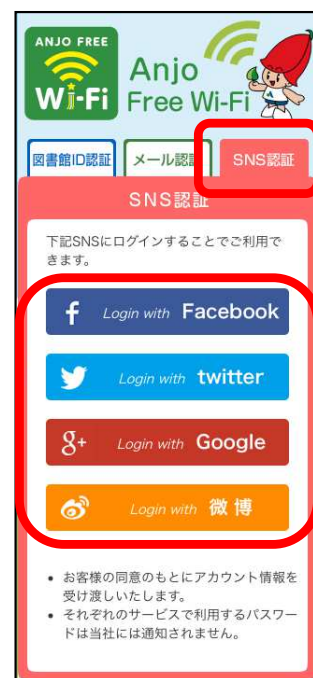 ANJO FREE
Wi-Fi
Anjo
Free Wi-Fi
図書館ID認証
メール認証
SNS認証
SNS認証
下記SNSにログインすることでご利用で
きます。
f Login with Facebook
Login with twitter
g+ Login with Google
Login with 微博
• お客様の同意のもとにアカウント情報を
受け渡しいたします。
• それぞれのサービスで利用するパスワー
ドは当社には通知されません。